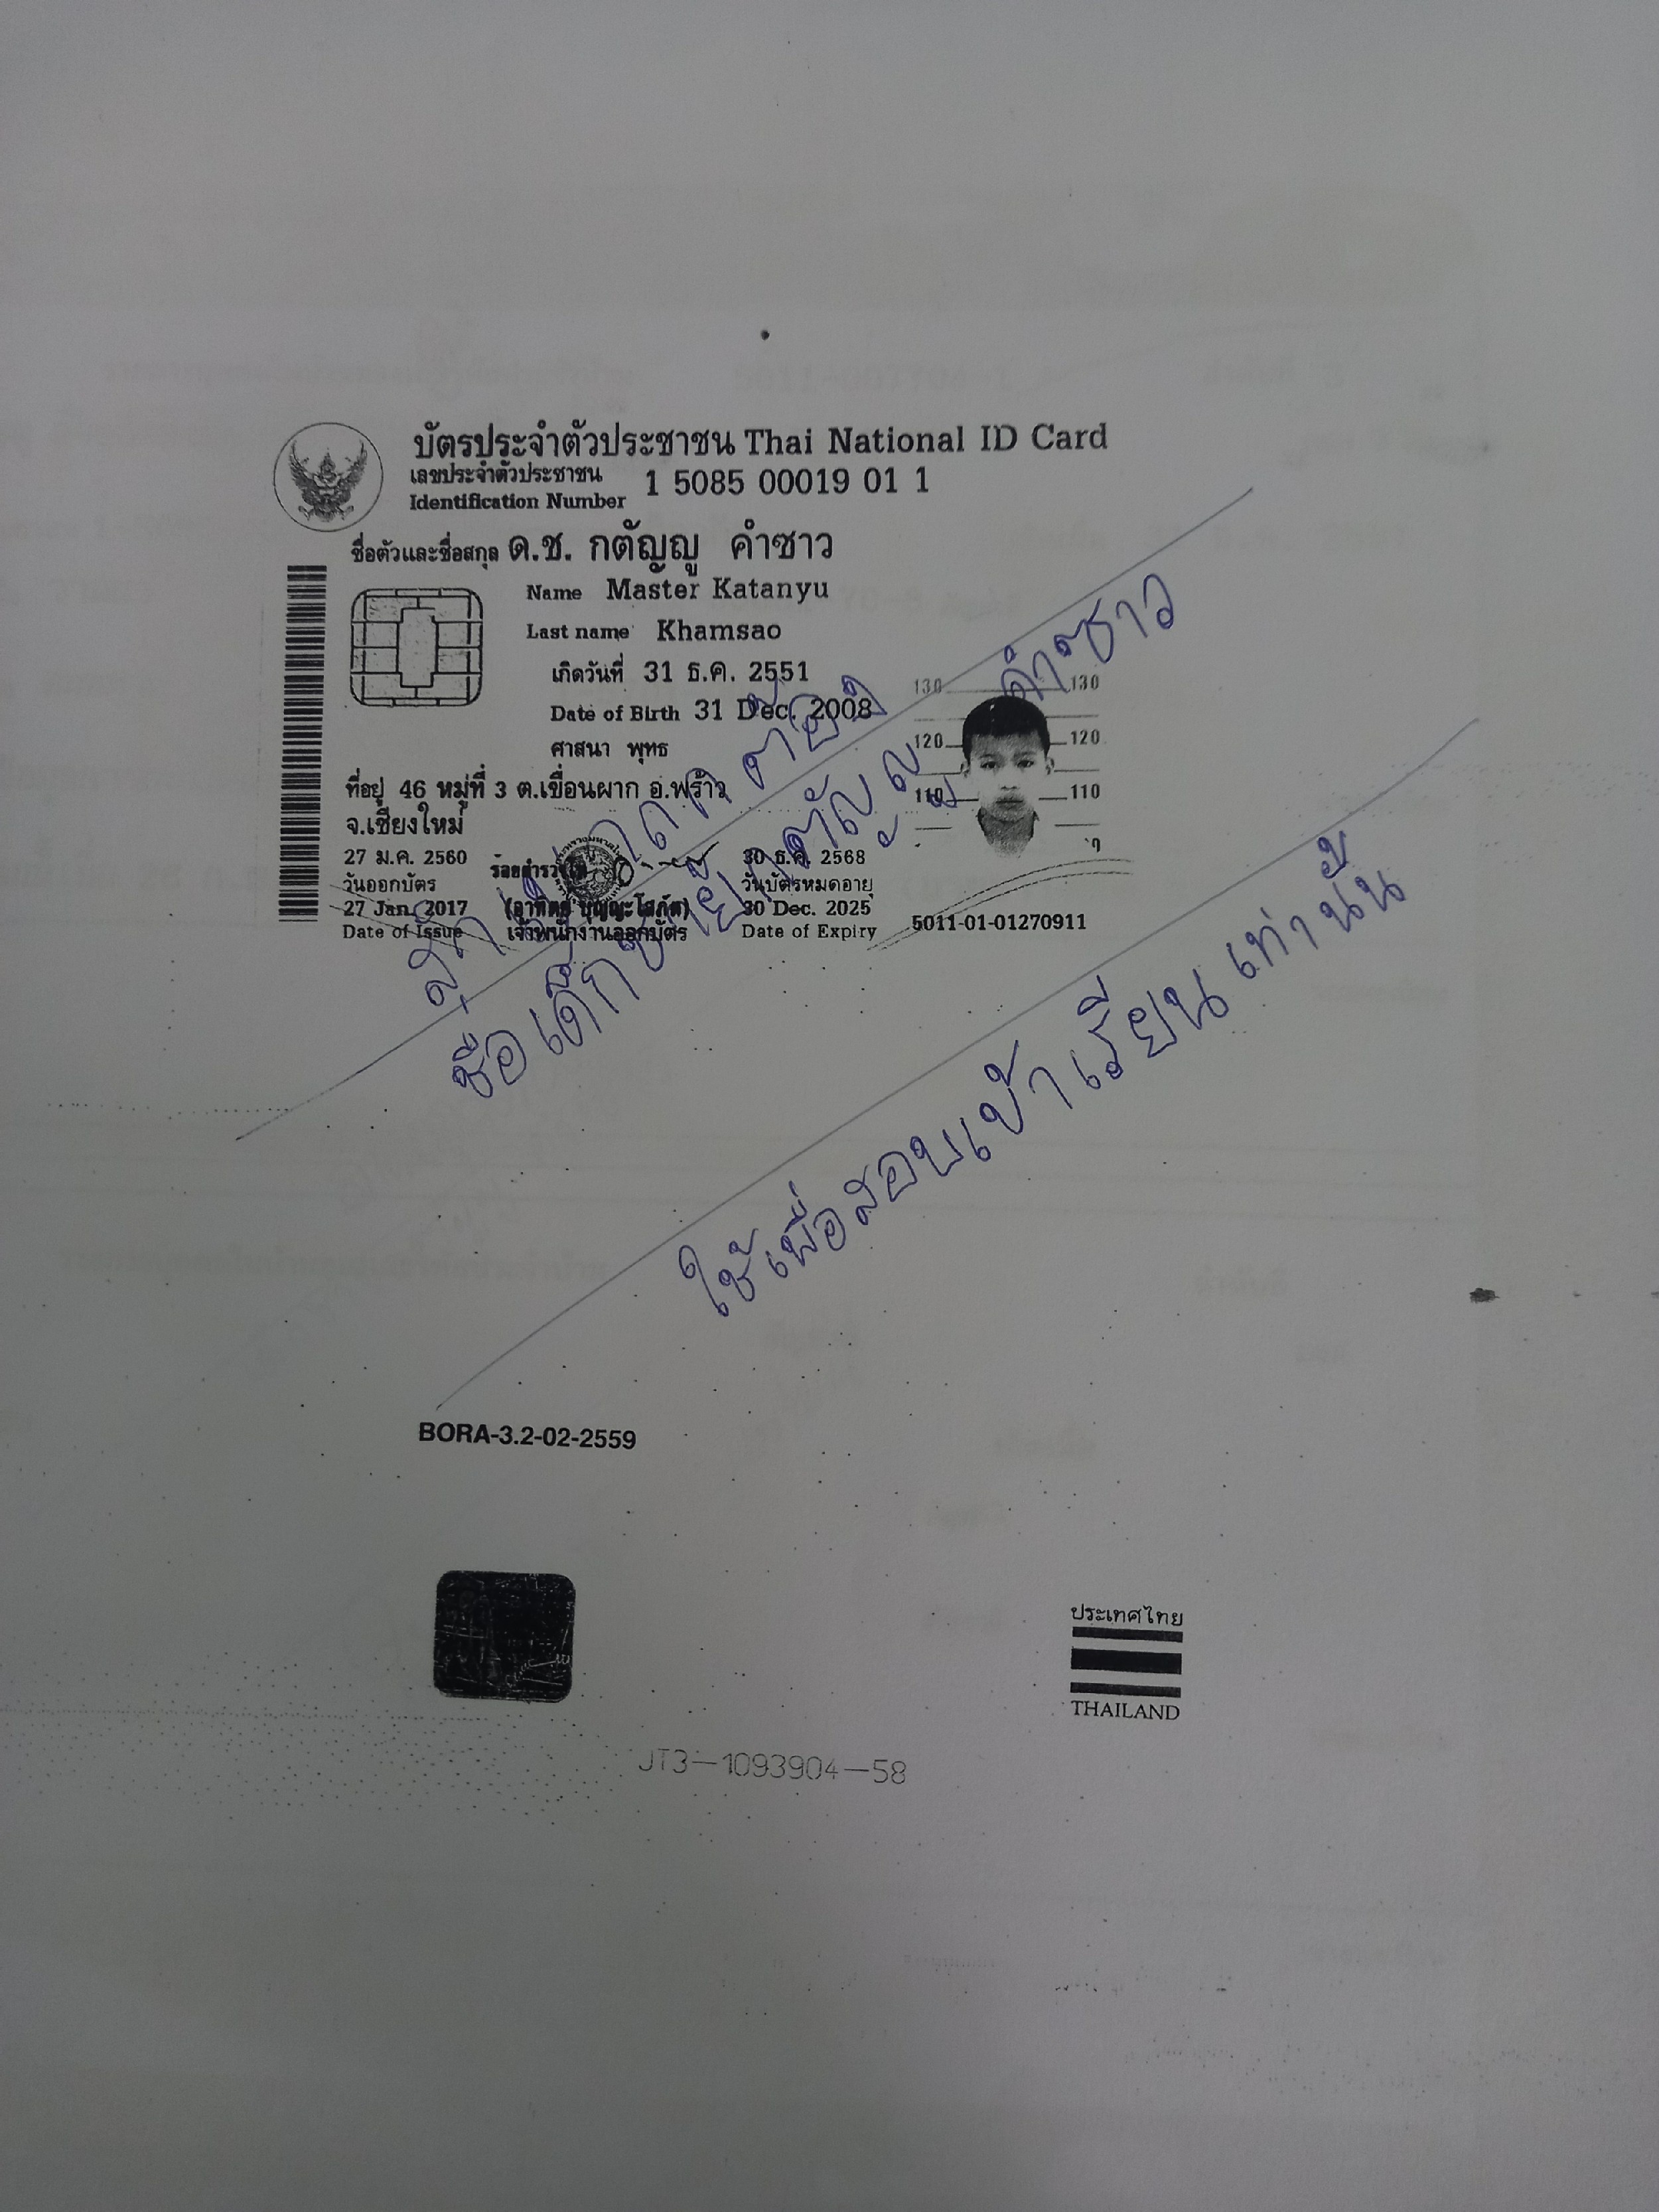 บัตรประจำตัวประชาชน Thai National ID Card
เลขประจำตัวประชาชน
Identification Number 1 5085 00019 01 1
ชื่อตัวและชื่อสกุล ด.ช. กตัญญู คำซาว
Name Master Katanyu
Last name Khamsao
เกิดวันที่ 31 ธ.ค. 2551
Date of Birth 31 Dec. 2008
ศาสนา พุทธ
ที่อยู่ 46 หมู่ที่ 3 ต.เขื่อนผาก อ.พร้าว
จ.เชียงใหม่
130 130
120 120
110 110
27 ม.ค. 2560
วันออกบัตร
27 Jan. 2017
Date of Issue
(อาทิตย์ บุญญะโสภัต)
เจ้าพนักงานออกบัตร
30 ธ.ค. 2568
วันบัตรหมดอายุ
30 Dec. 2025
Date of Expiry
5011-01-01270911
สำเนาถูกต้อง
ชื่อ เด็กชาย กตัญญู คำซาว
ใช้เพื่อสอบเข้าเรียนเท่านั้น
BORA-3.2-02-2559
ประเทศไทย
THAILAND
JT3-1093904-58